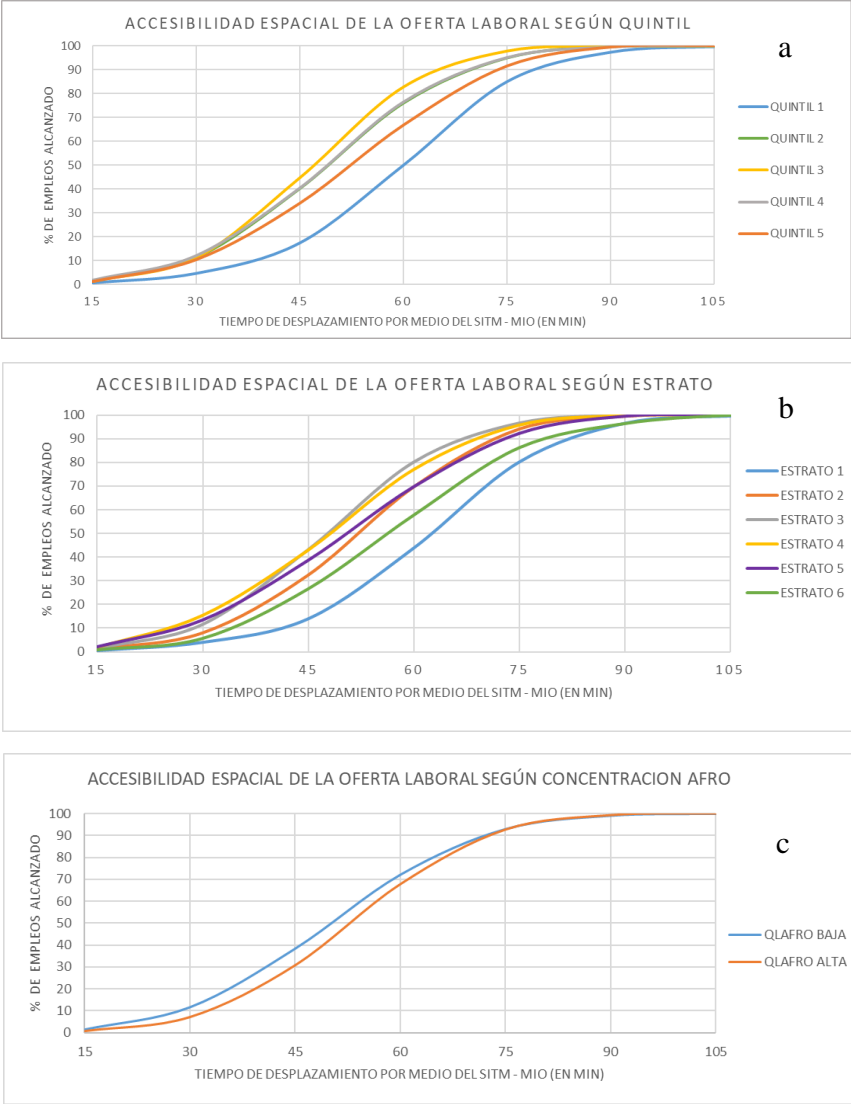 ACCESIBILIDAD ESPACIAL DE LA OFERTA LABORAL SEGÚN QUINTIL
a
% DE EMPLEOS ALCANZADO
100
90
80
70
60
50
40
30
20
10
0
15 30 45 60 75 90 105
TIEMPO DE DESPLAZAMIENTO POR MEDIO DEL SITM - MIO (EN MIN)
QUINTIL 1
QUINTIL 2
QUINTIL 3
QUINTIL 4
QUINTIL 5
ACCESIBILIDAD ESPACIAL DE LA OFERTA LABORAL SEGÚN ESTRATO
b
% DE EMPLEOS ALCANZADO
100
90
80
70
60
50
40
30
20
10
0
15 30 45 60 75 90 105
TIEMPO DE DESPLAZAMIENTO POR MEDIO DEL SITM - MIO (EN MIN)
ESTRATO 1
ESTRATO 2
ESTRATO 3
ESTRATO 4
ESTRATO 5
ESTRATO 6
ACCESIBILIDAD ESPACIAL DE LA OFERTA LABORAL SEGÚN CONCENTRACION AFRO
c
% DE EMPLEOS ALCANZADO
100
90
80
70
60
50
40
30
20
10
0
15 30 45 60 75 90 105
TIEMPO DE DESPLAZAMIENTO POR MEDIO DEL SITM - MIO (EN MIN)
QLAFRO BAJA
QLAFRO ALTA